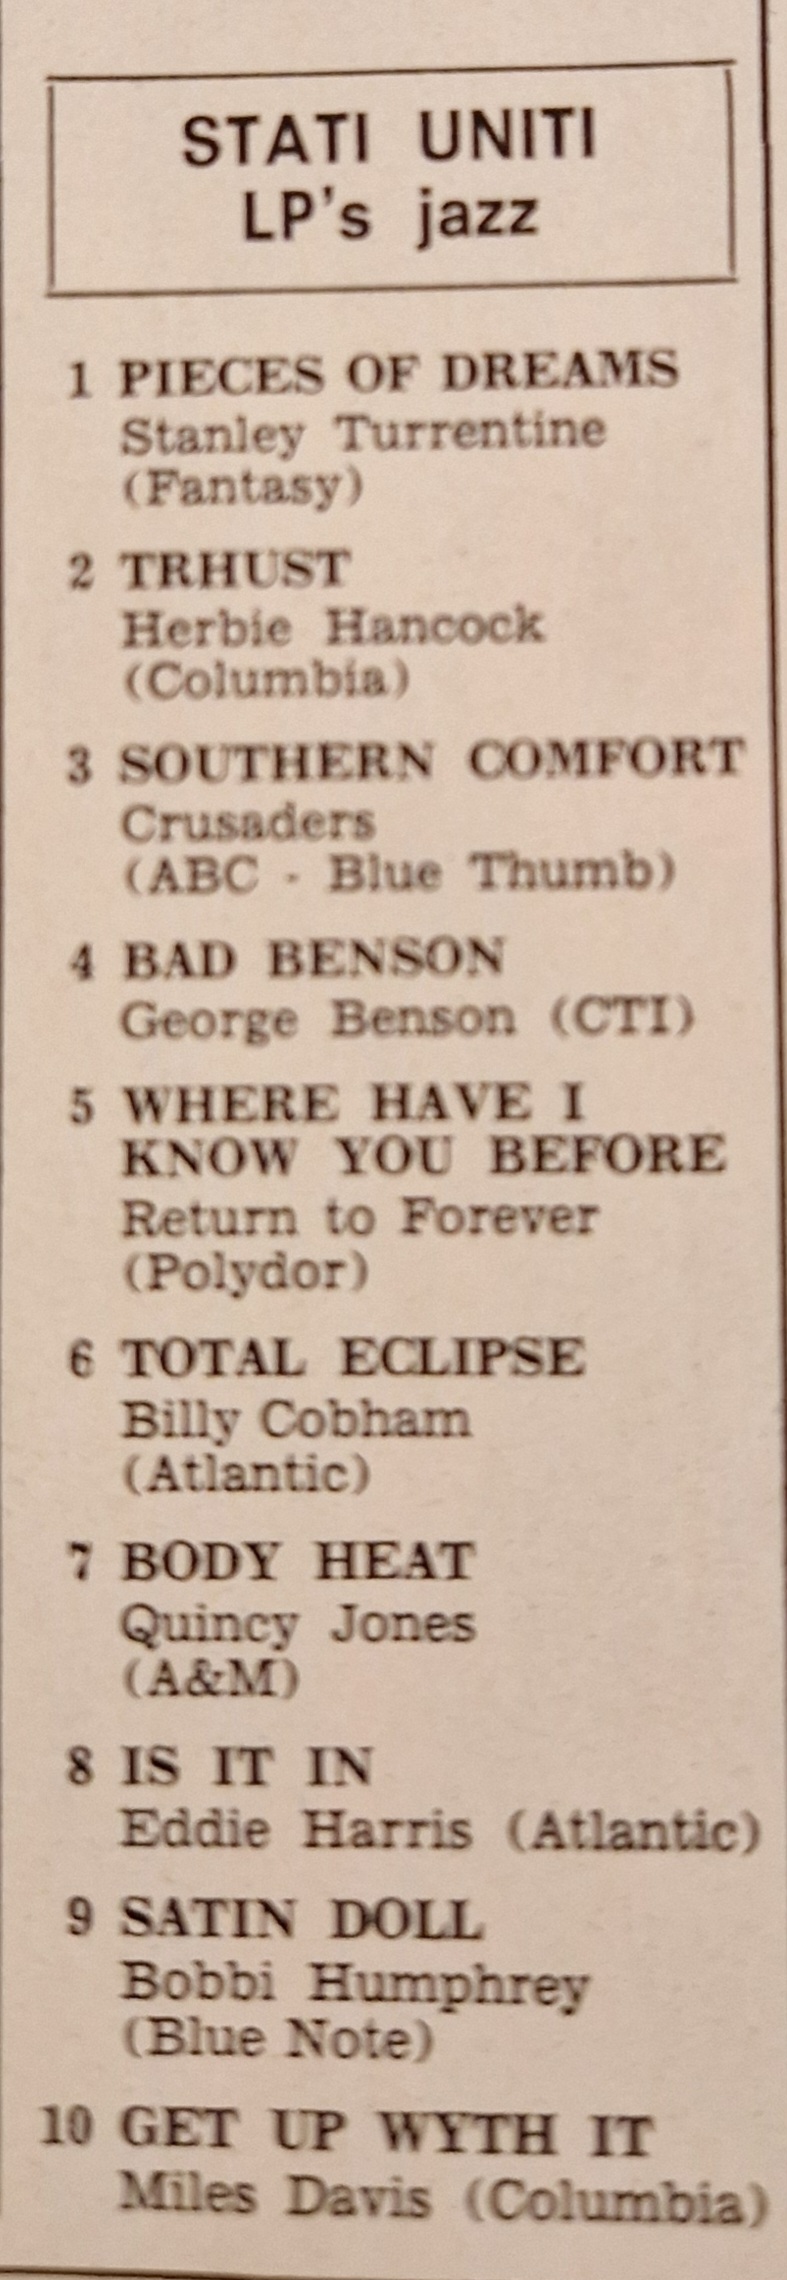 STATI UNITI
LP's jazz
1 PIECES OF DREAMS
Stanley Turrentine
(Fantasy)
2 TRHUST
Herbie Hancock
(Columbia)
3 SOUTHERN COMFORT
Crusaders
(ABC - Blue Thumb)
4 BAD BENSON
George Benson (CTI)
5 WHERE HAVE I
KNOW YOU BEFORE
Return to Forever
(Polydor)
6 TOTAL ECLIPSE
Billy Cobham
(Atlantic)
7 BODY HEAT
Quincy Jones
(A&M)
8 IS IT IN
Eddie Harris (Atlantic)
9 SATIN DOLL
Bobbi Humphrey
(Blue Note)
10 GET UP WYTH IT
Miles Davis (Columbia)